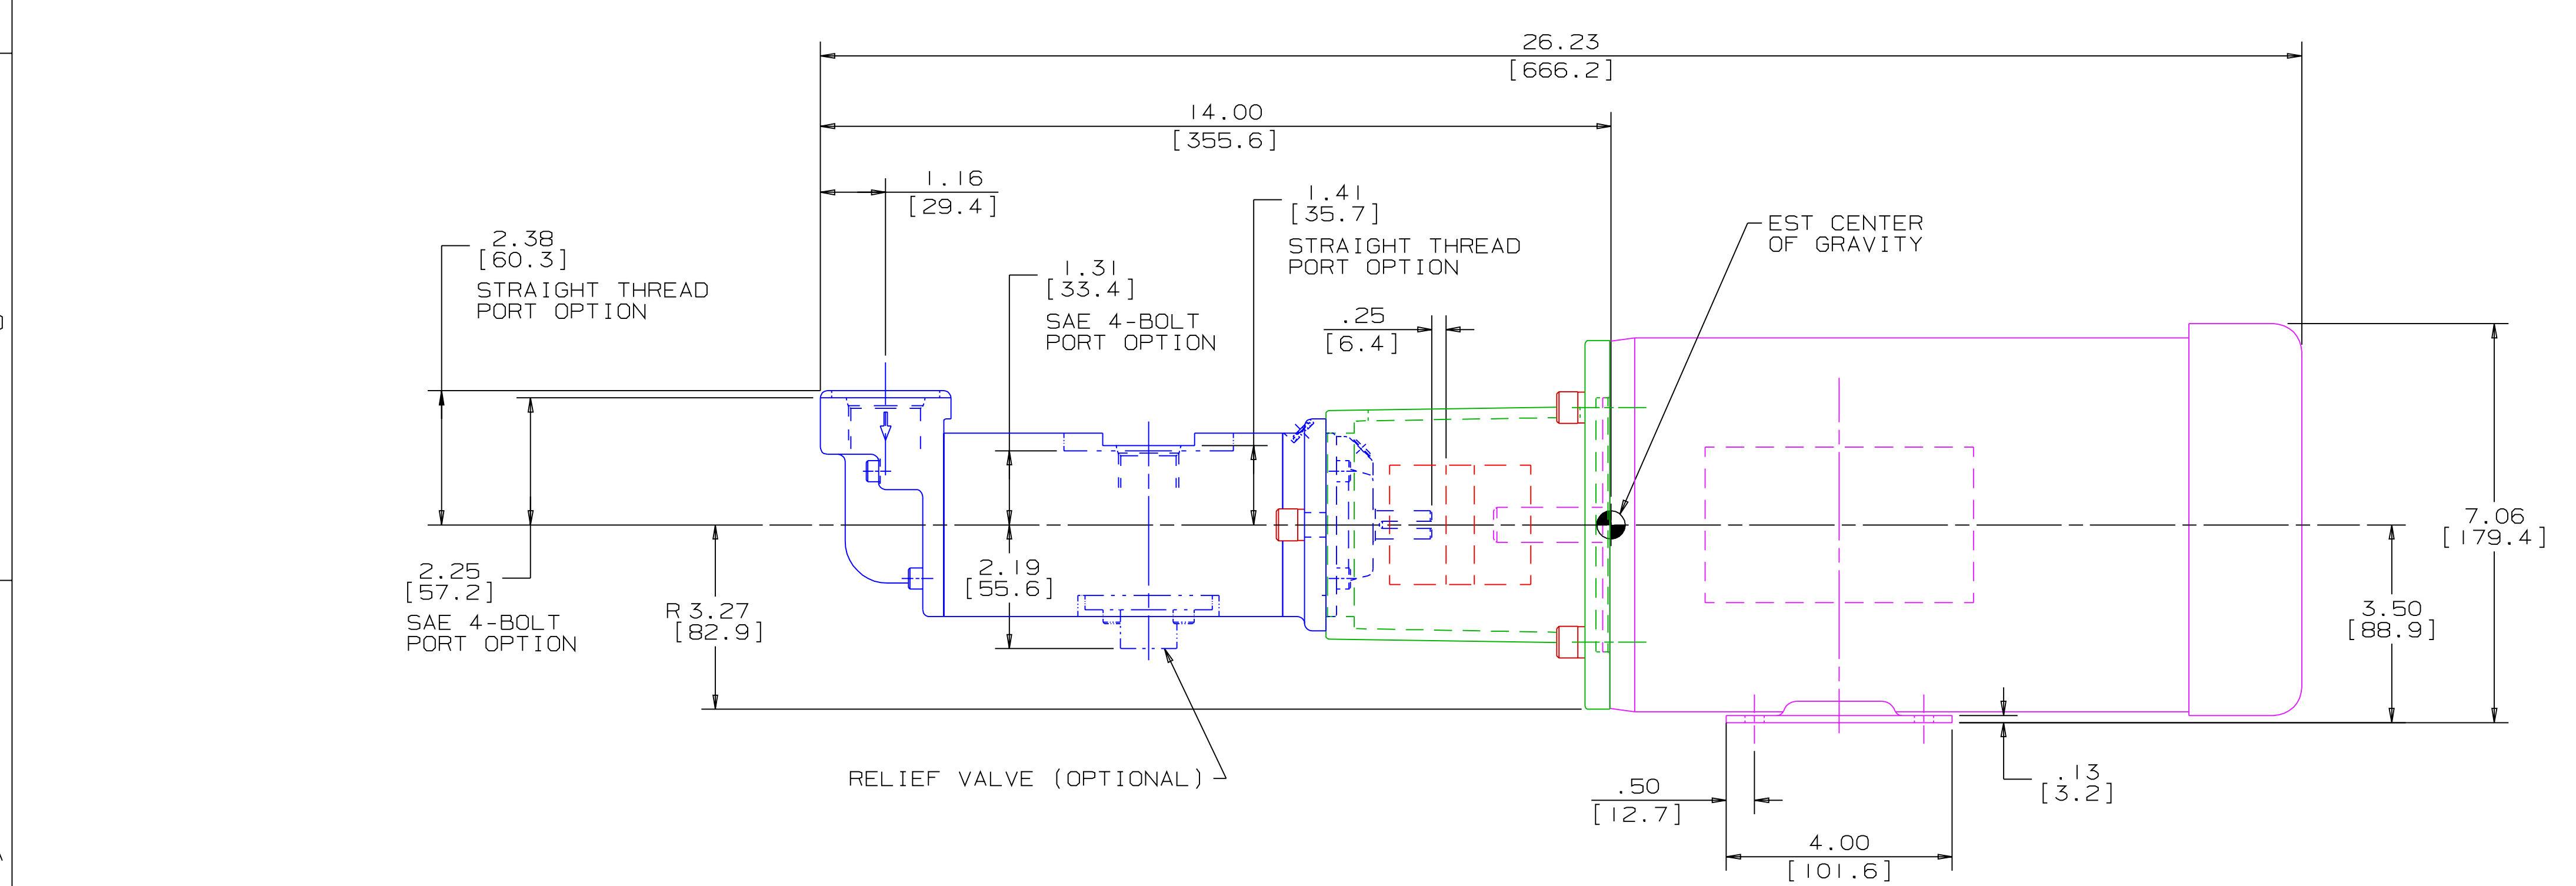 26.23
[666.2]
14.00
[355.6]
1.16
[29.4]
1.41
[35.7]
STRAIGHT THREAD
PORT OPTION
EST CENTER
OF GRAVITY
2.38
[60.3]
STRAIGHT THREAD
PORT OPTION
1.31
[33.4]
SAE 4-BOLT
PORT OPTION
.25
[6.4]
7.06
[179.4]
2.25
[57.2]
SAE 4-BOLT
PORT OPTION
R 3.27
[82.9]
2.19
[55.6]
3.50
[88.9]
RELIEF VALVE (OPTIONAL)
.50
[12.7]
.13
[3.2]
4.00
[101.6]